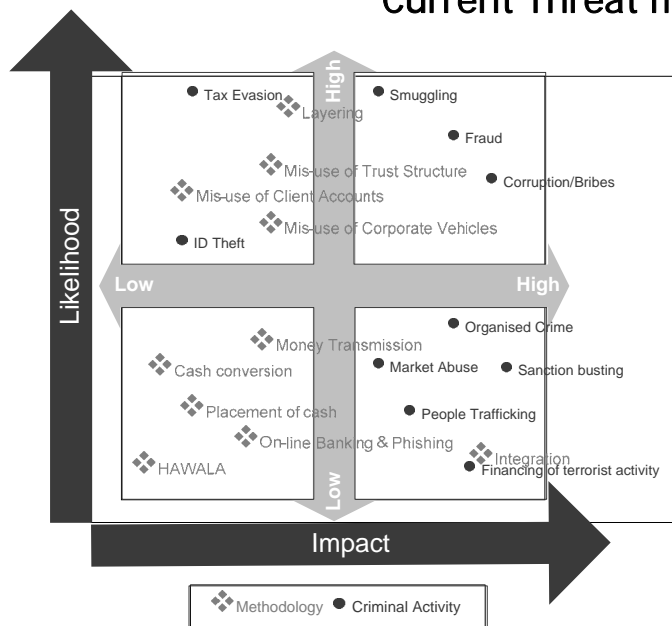 Current Threat
High
Tax Evasion
Smuggling
Layering
Fraud
Mis-use of Trust Structure
Corruption/Bribes
Mis-use of Client Accounts
Mis-use of Corporate Vehicles
ID Theft
Likelihood
Low
High
Organised Crime
Money Transmission
Market Abuse
Sanction busting
Cash conversion
Placement of cash
People Trafficking
On-line Banking & Phishing
Integration
HAWALA
Financing of terrorist activity
Low
Impact
Methodology
Criminal Activity